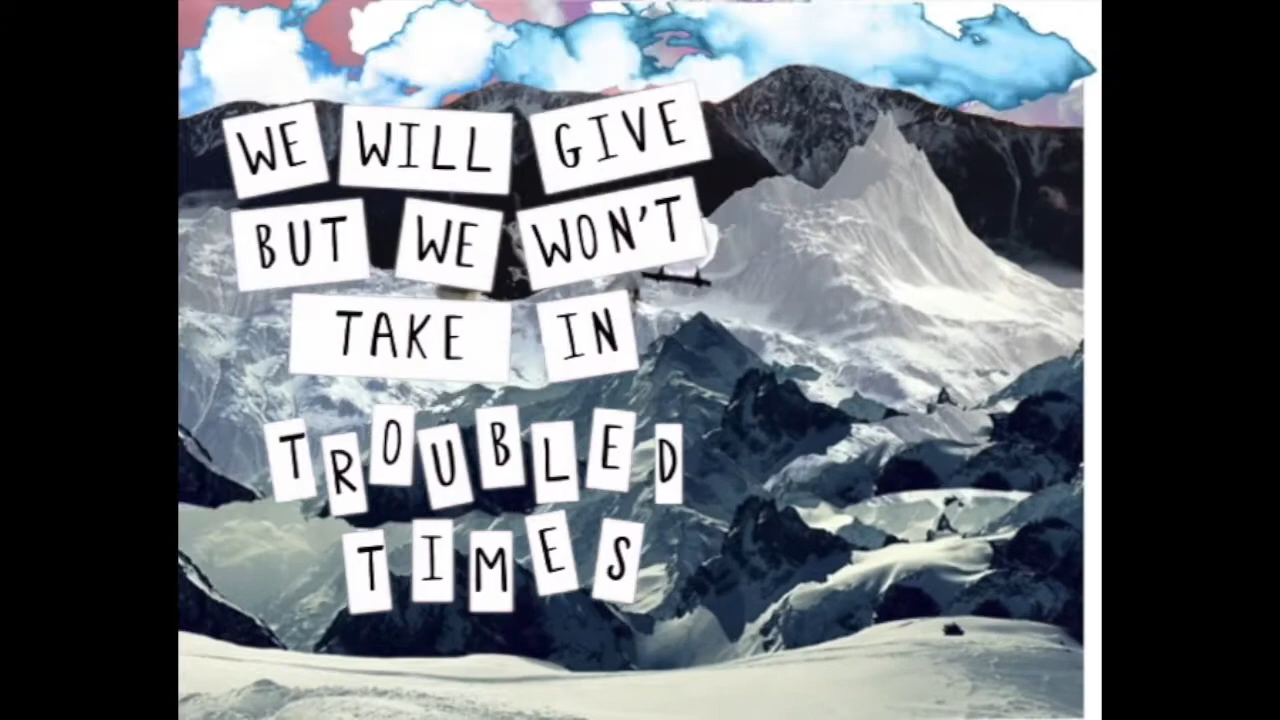 WE WILL GIVE
BUT WE WON'T
TAKE IN
TROUBLED
TIMES